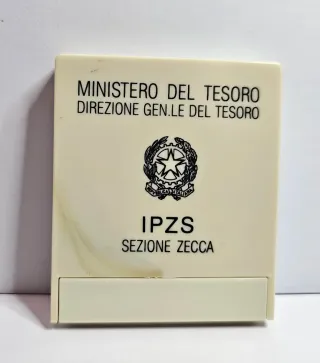 MINISTERO DEL TESORO
DIREZIONE GEN.LE DEL TESORO
IPZS
SEZIONE ZECCA